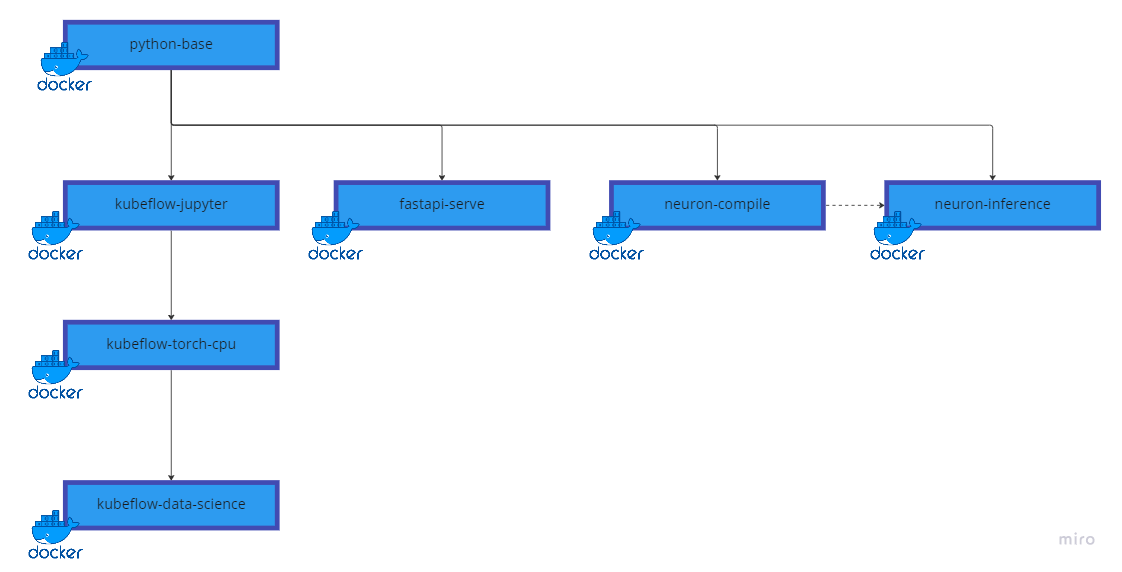 python-base
docker
kubeflow-jupyter
fastapi-serve
neuron-compile
neuron-inference
docker
docker
docker
docker
kubeflow-torch-cpu
docker
kubeflow-data-science
docker
miro